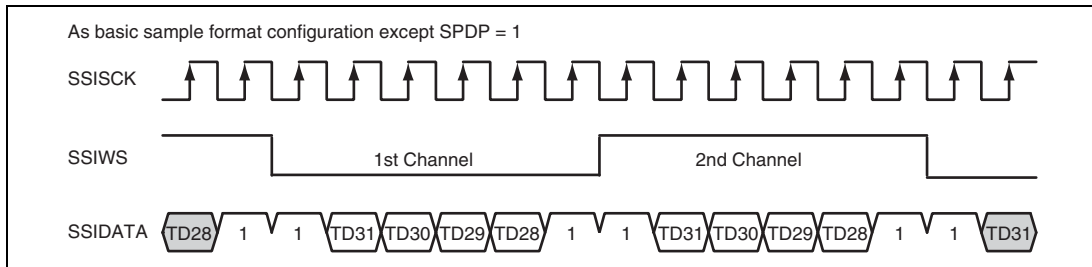 As basic sample format configuration except SPDP = 1
SSISCK
SSIWS 1st Channel 2nd Channel
SSIDATA TD28 1 1 TD31 TD30 TD29 TD28 1 1 TD31 TD30 TD29 TD28 1 1 TD31